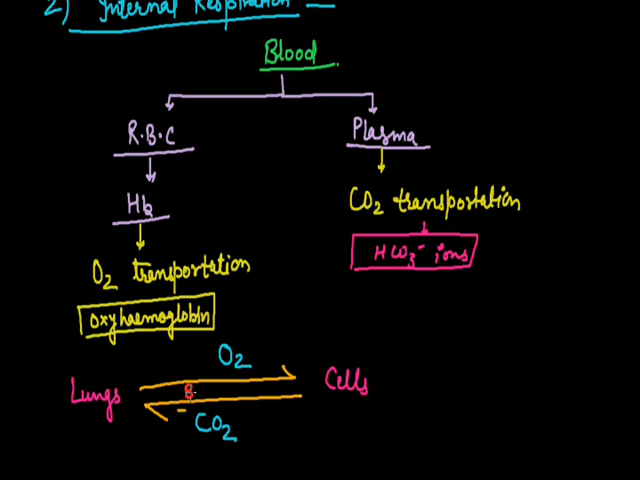 2) Internal Respiration
Blood
R.B.C
Plasma
Hb
CO2 transportation
HCO3- ions
O2 transportation
oxyhaemoglobin
O2
Lungs
B
Cells
CO2